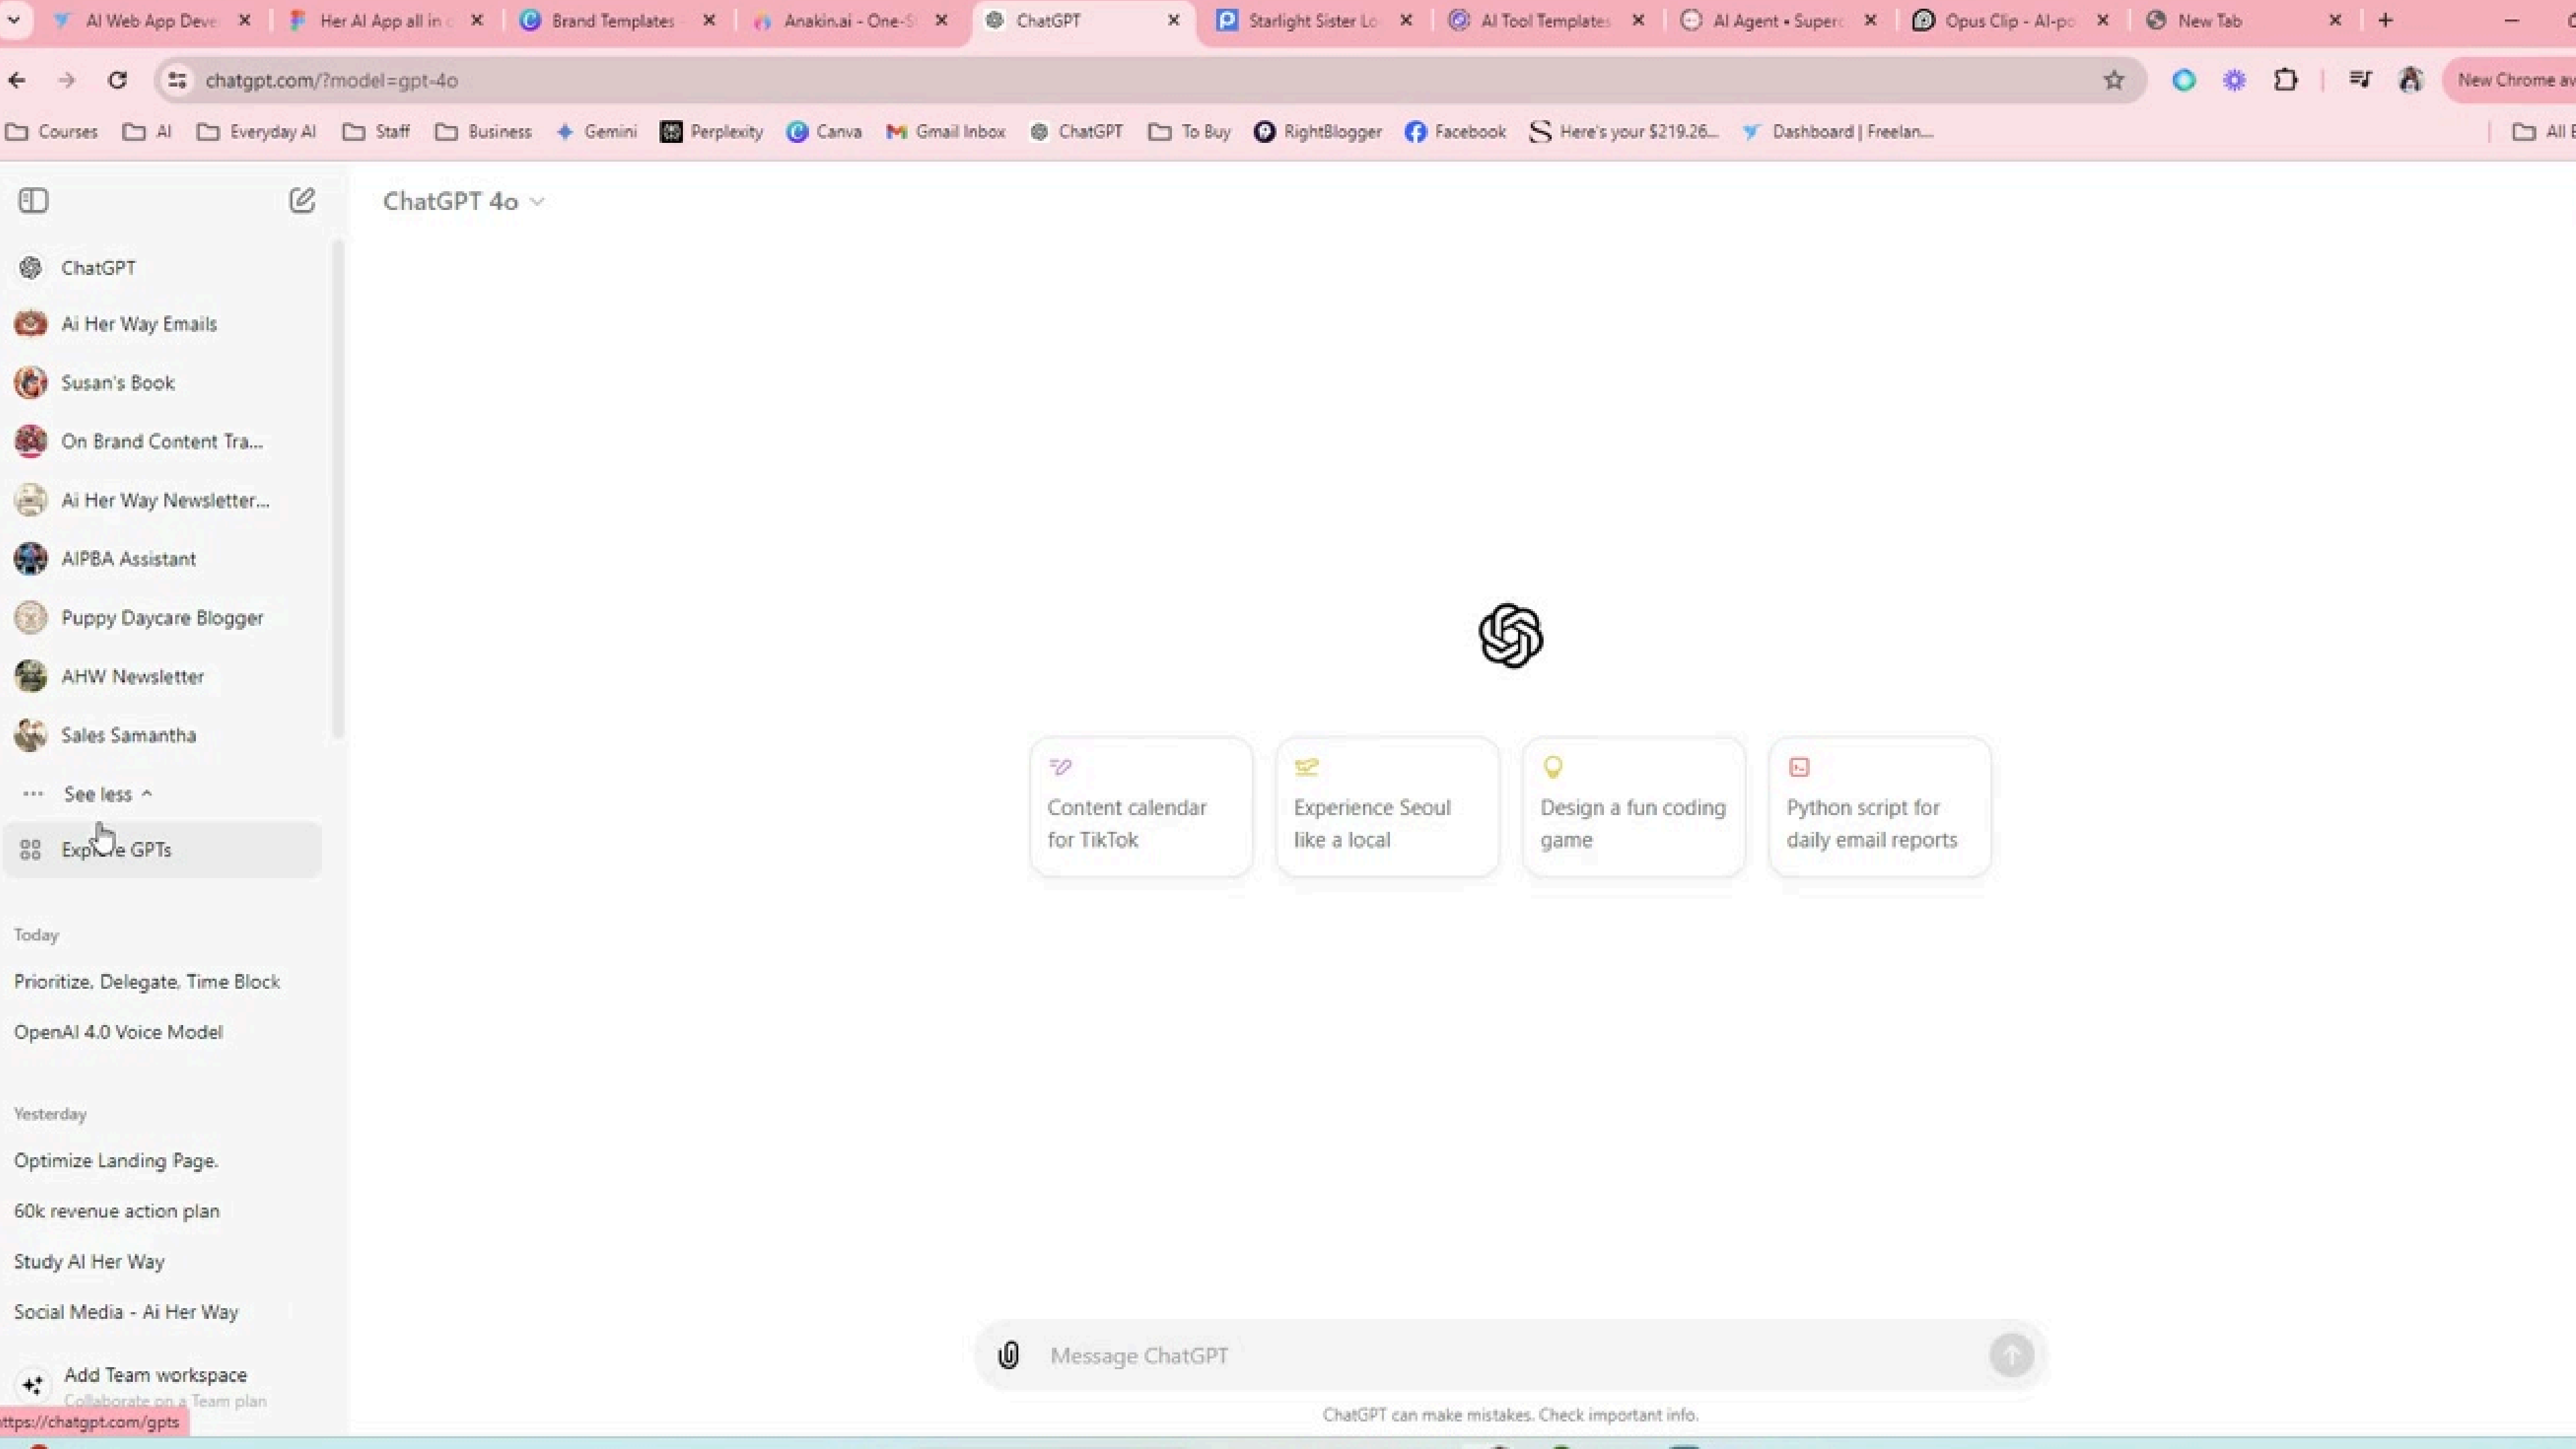 AI Web App Deve
Her AI App all in
Brand Templates
Anakin.ai - One-S
ChatGPT
Starlight Sister Lo
AI Tool Templates
AI Agent • Super
Opus Clip - AI-po
New Tab
chatgpt.com/?model=gpt-4o
New Chrome av
Courses
AI
Everyday AI
Staff
Business
Gemini
Perplexity
Canva
Gmail Inbox
ChatGPT
To Buy
RightBlogger
Facebook
Here's your $219.26...
Dashboard | Freelan...
All
ChatGPT 4o
ChatGPT
Ai Her Way Emails
Susan's Book
On Brand Content Tra...
Ai Her Way Newsletter...
AIPBA Assistant
Puppy Daycare Blogger
AHW Newsletter
Sales Samantha
See less
Explore GPTs
Today
Prioritize, Delegate, Time Block
OpenAI 4.0 Voice Model
Yesterday
Optimize Landing Page.
60k revenue action plan
Study AI Her Way
Social Media - Ai Her Way
Add Team workspace
Collaborate on a Team plan
ttps://chatgpt.com/gpts
Content calendar
for TikTok
Experience Seoul
like a local
Design a fun coding
game
Python script for
daily email reports
Message ChatGPT
ChatGPT can make mistakes. Check important info.